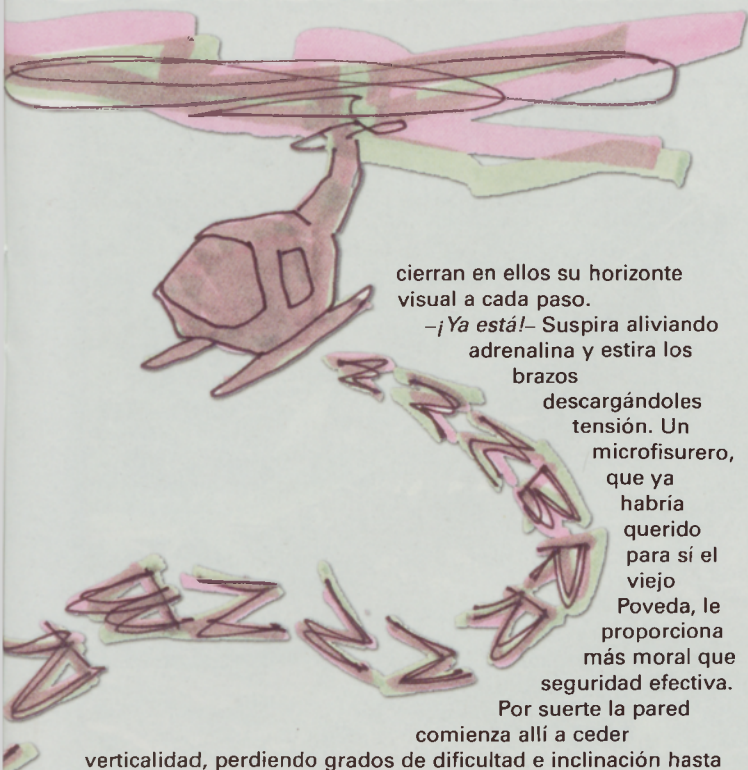 cierran en ellos su horizonte
visual a cada paso.
–¡Ya está!– Suspira aliviando
adrenalina y estira los
brazos
descargándoles
tensión. Un
microfisurero,
que ya
habría
querido
para sí el
viejo
Poveda, le
proporciona
más moral que
seguridad efectiva.
Por suerte la pared
comienza allí a ceder
verticalidad, perdiendo grados de dificultad e inclinación hasta